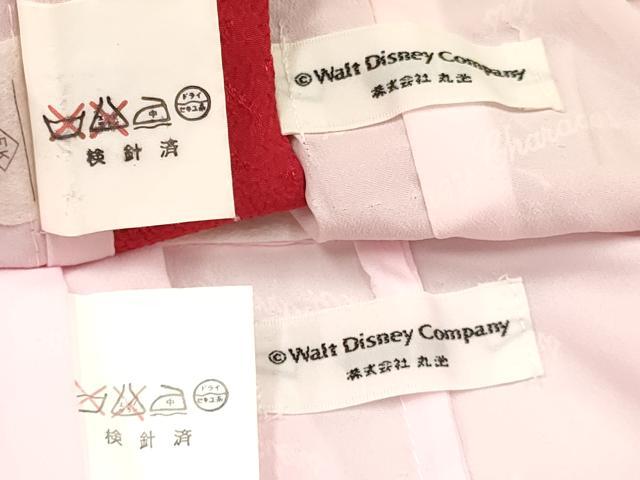 ©Walt Disney Company
株式会社 丸池
中
ドライ
セキユ系
検 針 済
©Walt Disney Company
株式会社 丸池
中
ドライ
セキユ系
検 針 済